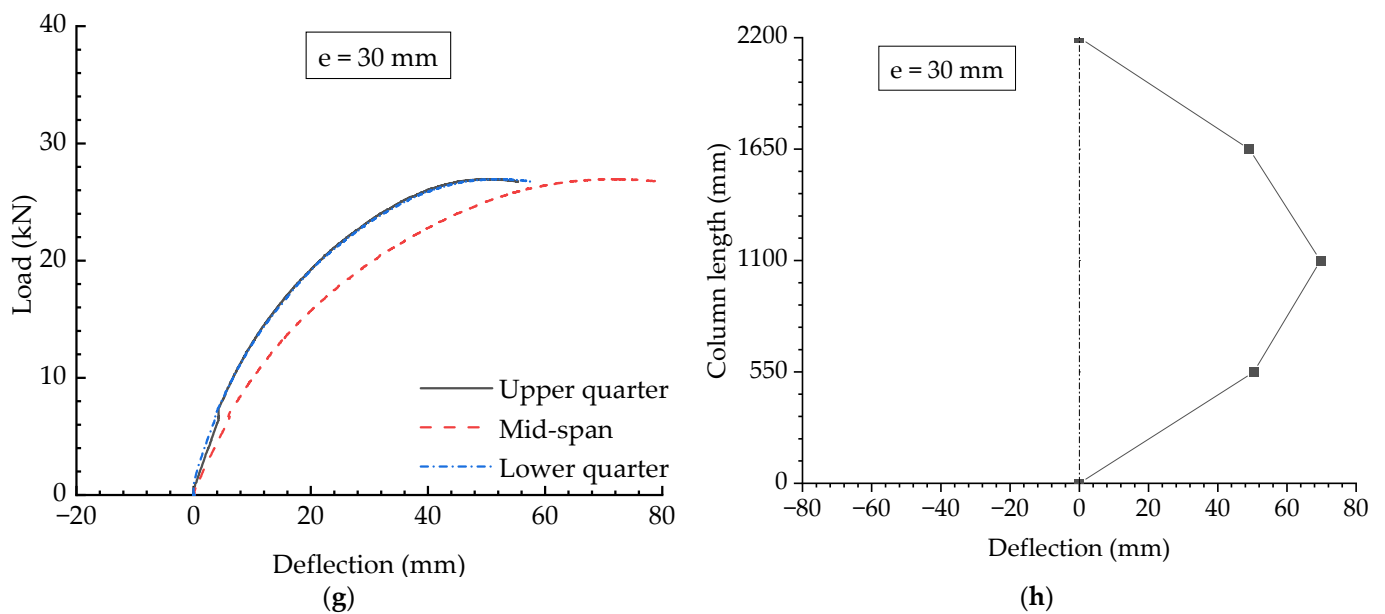 40
30
20
10
0
Load (kN)
e = 30 mm
Upper quarter
Mid-span
Lower quarter
−20 0 20 40 60 80
Deflection (mm)
(g)
2200
1650
1100
550
0
Column length (mm)
e = 30 mm
−80 −60 −40 −20 0 20 40 60 80
Deflection (mm)
(h)